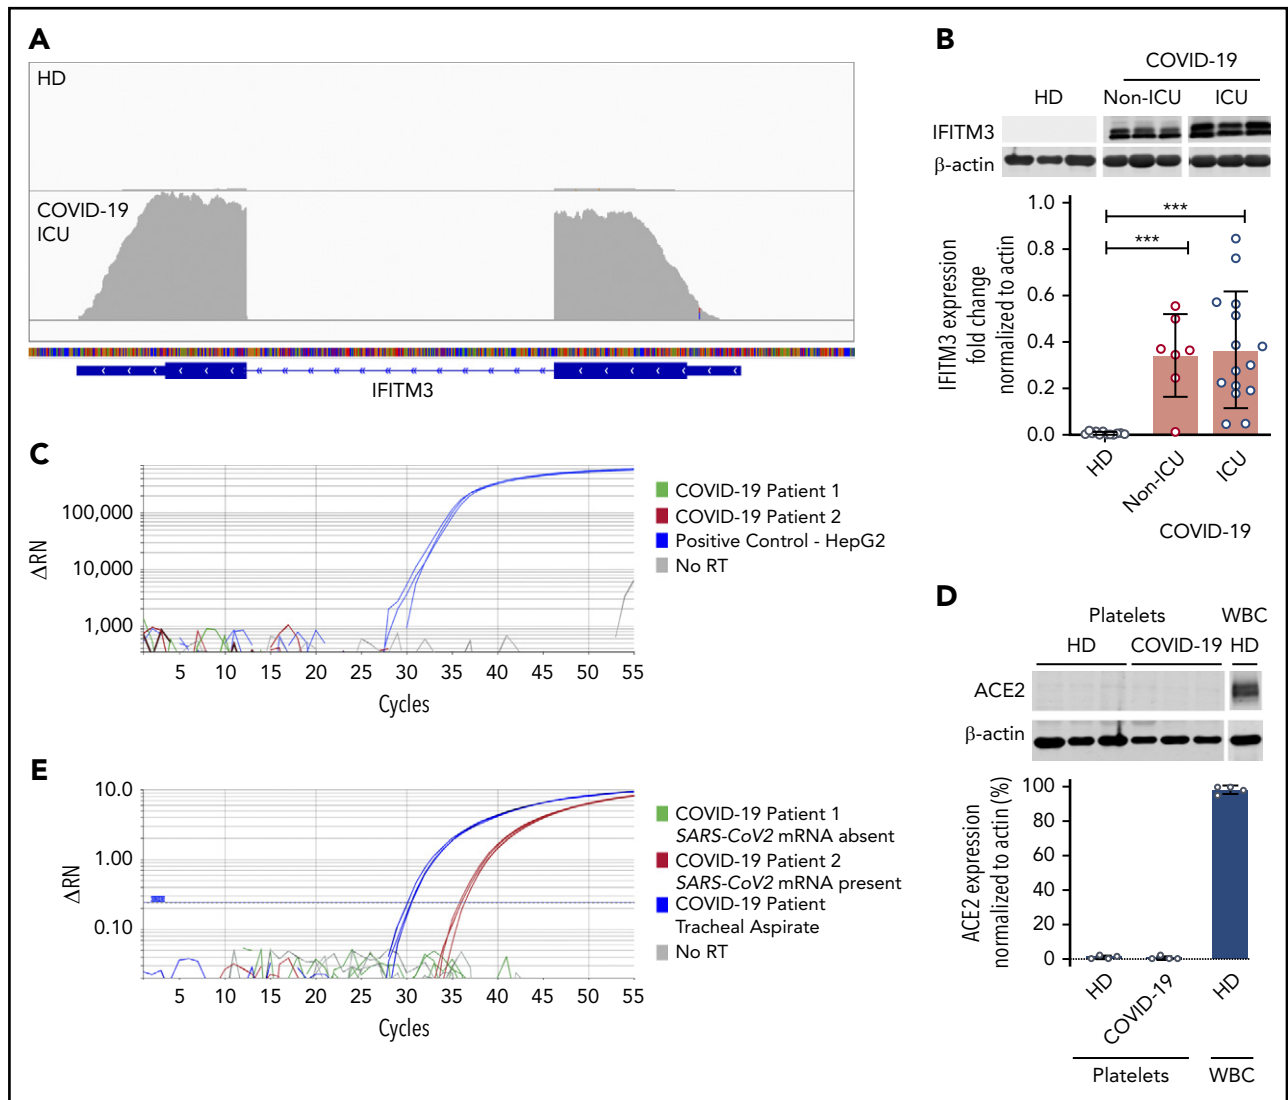 A
HD
COVID-19
ICU
IFITM3
B
COVID-19
HD Non-ICU ICU
IFITM3
β-actin
IFITM3 expression
fold change
normalized to actin
1.0
0.8
0.6
0.4
0.2
0.0
***
***
HD
Non-ICU
ICU
COVID-19
C
ΔRN
100,000
10,000
1,000
5 10 15 20 25 30 35 40 45 50 55
Cycles
COVID-19 Patient 1
COVID-19 Patient 2
Positive Control - HepG2
No RT
D
Platelets WBC
HD COVID-19 HD
ACE2
β-actin
ACE2 expression
normalized to actin (%)
100
80
60
40
20
0
HD
COVID-19
HD
Platelets WBC
E
ΔRN
10.0
1.00
0.10
5 10 15 20 25 30 35 40 45 50 55
Cycles
COVID-19 Patient 1
SARS-CoV2 mRNA absent
COVID-19 Patient 2
SARS-CoV2 mRNA present
COVID-19 Patient
Tracheal Aspirate
No RT